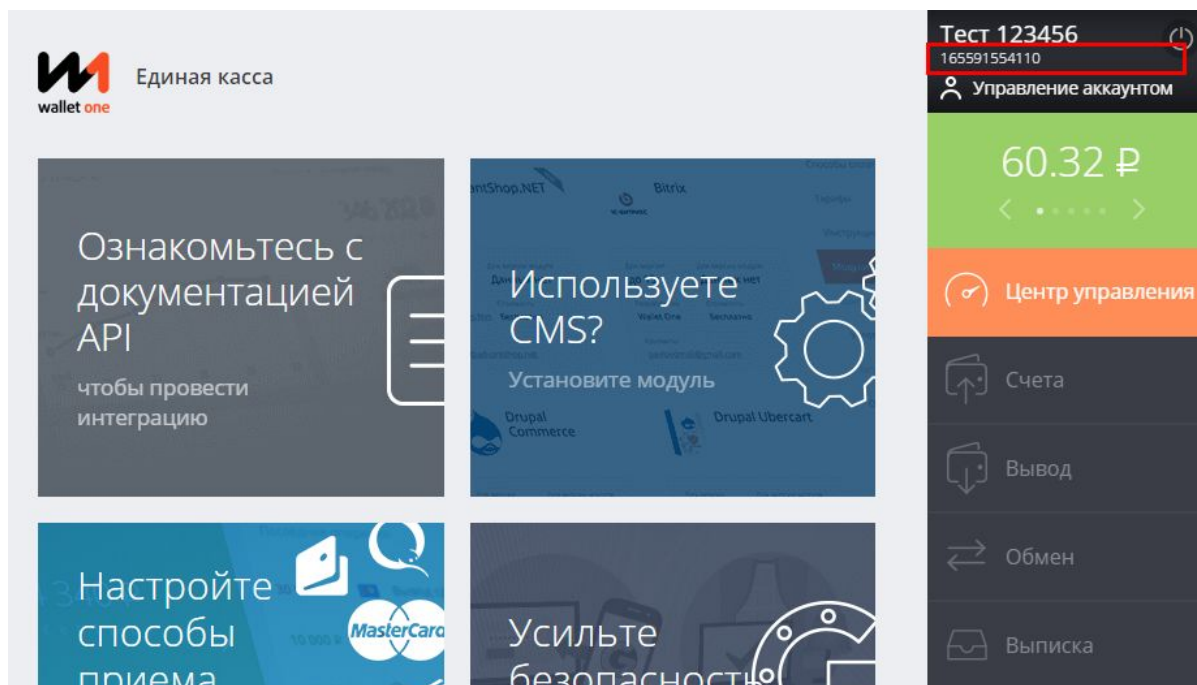 wallet one
Единая касса
Ознакомьтесь с
документацией
API
чтобы провести
интеграцию
Bitrix
Используете
CMS?
Установите модуль
Drupal
Commerce
Drupal Ubercart
Настройте
способы
приема
MasterCard
Усильте
безопасность
Тест 123456
165591554110
Управление аккаунтом
60.32 ₽
Центр управления
Счета
Вывод
Обмен
Выписка